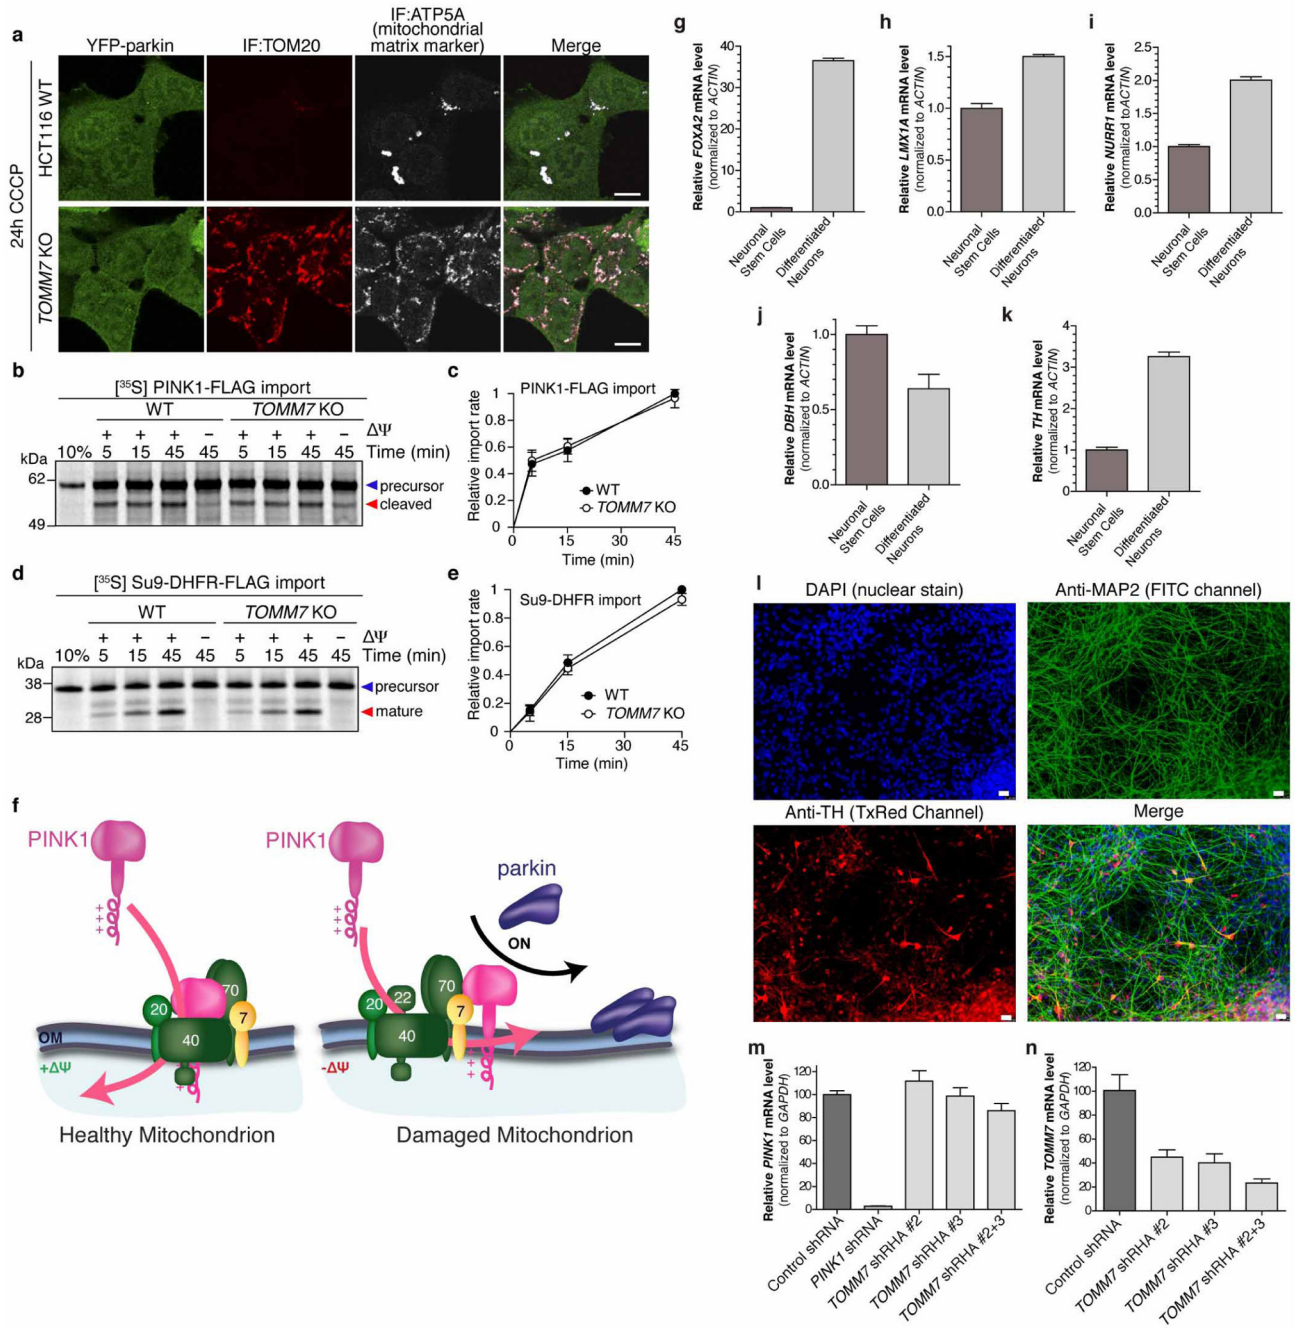 a
YFP-parkin
IF:TOM20
IF:ATP5A
(mitochondrial
matrix marker)
Merge
24h CCCP
HCT116 WT
TOMM7 KO
b
[³⁵S] PINK1-FLAG import
WT
TOMM7 KO
+ + + − + + + − ΔΨ
10% 5 15 45 45 5 15 45 45 Time (min)
kDa
62
49
precursor
cleaved
c
PINK1-FLAG import
Relative import rate
1
0.8
0.6
0.4
0.2
0
WT
TOMM7 KO
0 15 30 45
Time (min)
d
[³⁵S] Su9-DHFR-FLAG import
WT
TOMM7 KO
+ + + − + + + − ΔΨ
10% 5 15 45 45 5 15 45 45 Time (min)
kDa
38
28
precursor
mature
e
Su9-DHFR import
Relative import rate
1
0.8
0.6
0.4
0.2
0
WT
TOMM7 KO
0 15 30 45
Time (min)
f
PINK1
+++
20
70
7
40
OM
+ΔΨ
+
Healthy Mitochondrion
PINK1
+++
parkin
ON
20
22
70
7
40
-ΔΨ
++
Damaged Mitochondrion
g
Relative FOXA2 mRNA level
(normalized to ACTIN)
40
30
20
10
0
Neuronal
Stem Cells
Differentiated
Neurons
h
Relative LMX1A mRNA level
(normalized to ACTIN)
1.5
1.0
0.5
0.0
Neuronal
Stem Cells
Differentiated
Neurons
i
Relative NURR1 mRNA level
(normalized toACTIN)
2.5
2.0
1.5
1.0
0.5
0.0
Neuronal
Stem Cells
Differentiated
Neurons
j
Relative DBH mRNA level
(normalized to ACTIN)
1.0
0.5
0.0
Neuronal
Stem Cells
Differentiated
Neurons
k
Relative TH mRNA level
(normalized to ACTIN)
4
3
2
1
0
Neuronal
Stem Cells
Differentiated
Neurons
l
DAPI (nuclear stain)
Anti-MAP2 (FITC channel)
Anti-TH (TxRed Channel)
Merge
m
Relative PINK1 mRNA level
(normalized to GAPDH)
120
100
80
60
40
20
0
Control shRNA
PINK1 shRNA
TOMM7 shRHA #2
TOMM7 shRHA #3
TOMM7 shRHA #2+3
n
Relative TOMM7 mRNA level
(normalized to GAPDH)
120
100
80
60
40
20
0
Control shRNA
TOMM7 shRHA #2
TOMM7 shRHA #3
TOMM7 shRHA #2+3